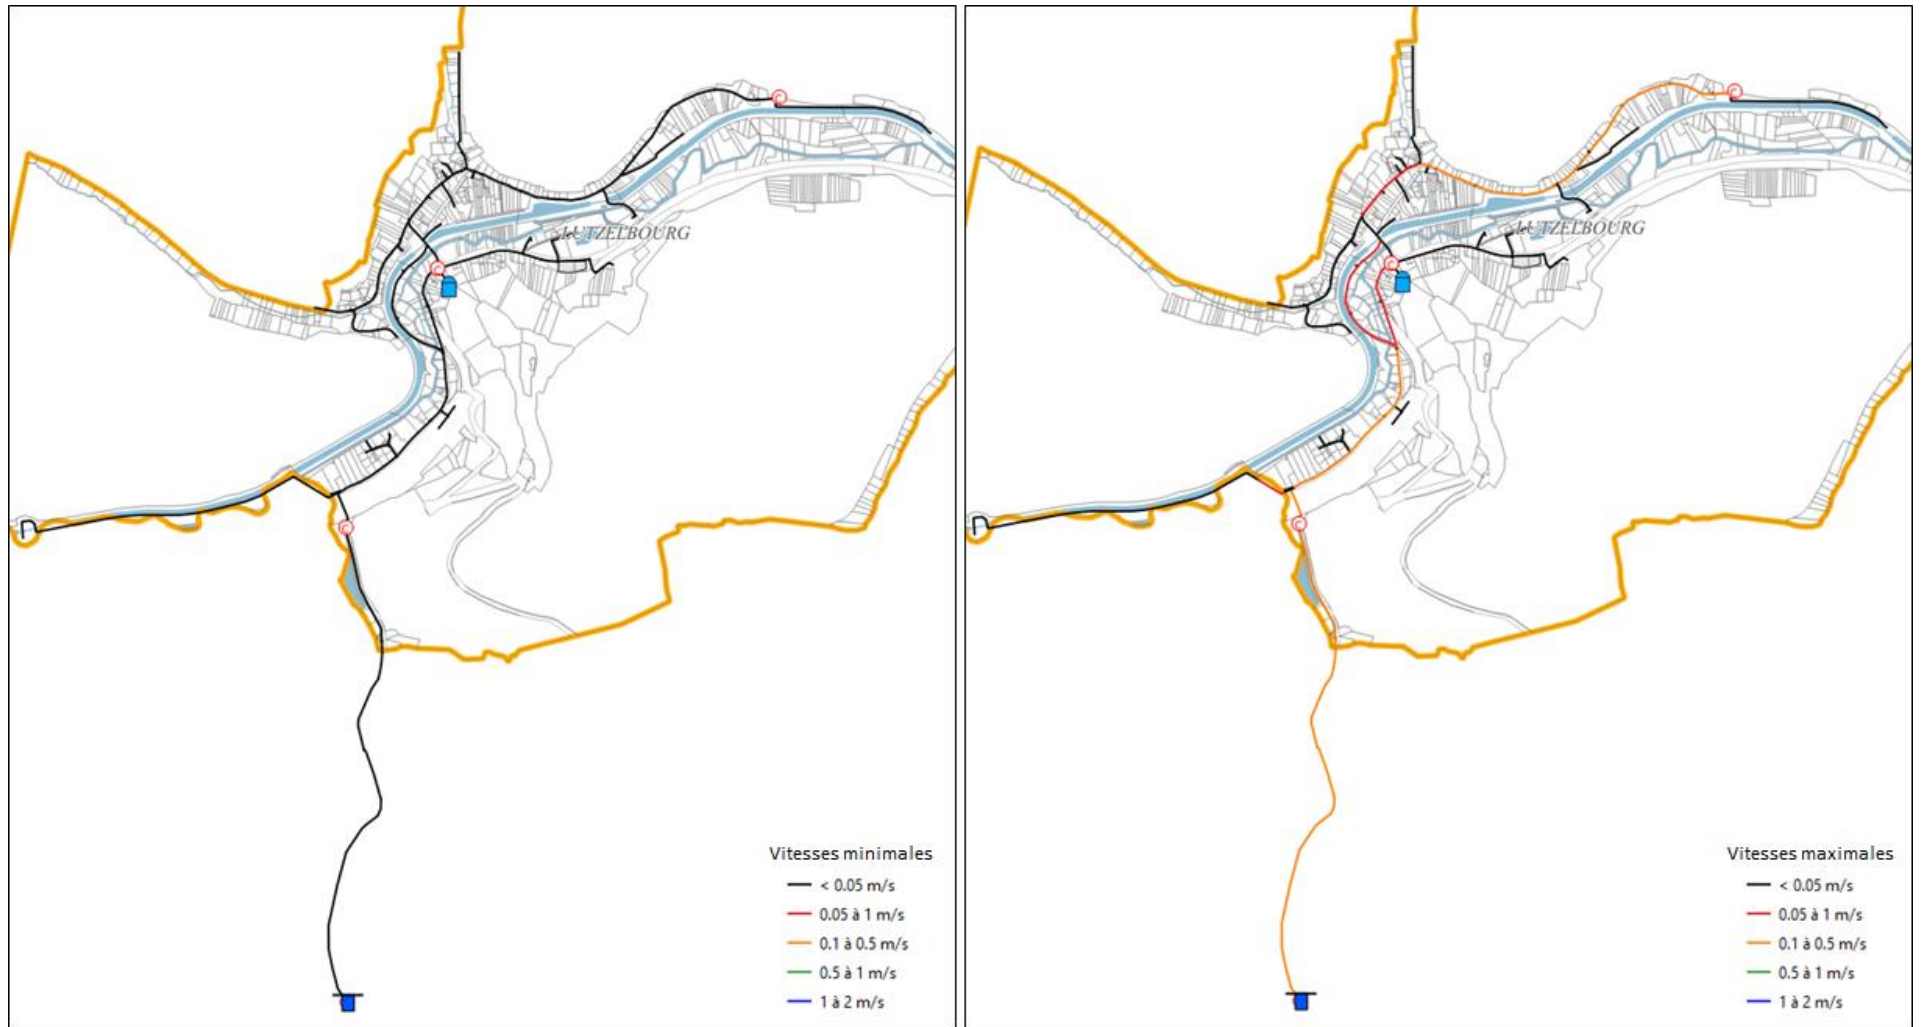 LUTZELBOURG
Vitesses minimales
< 0.05 m/s
0.05 à 1 m/s
0.1 à 0.5 m/s
0.5 à 1 m/s
1 à 2 m/s
LUTZELBOURG
Vitesses maximales
< 0.05 m/s
0.05 à 1 m/s
0.1 à 0.5 m/s
0.5 à 1 m/s
1 à 2 m/s